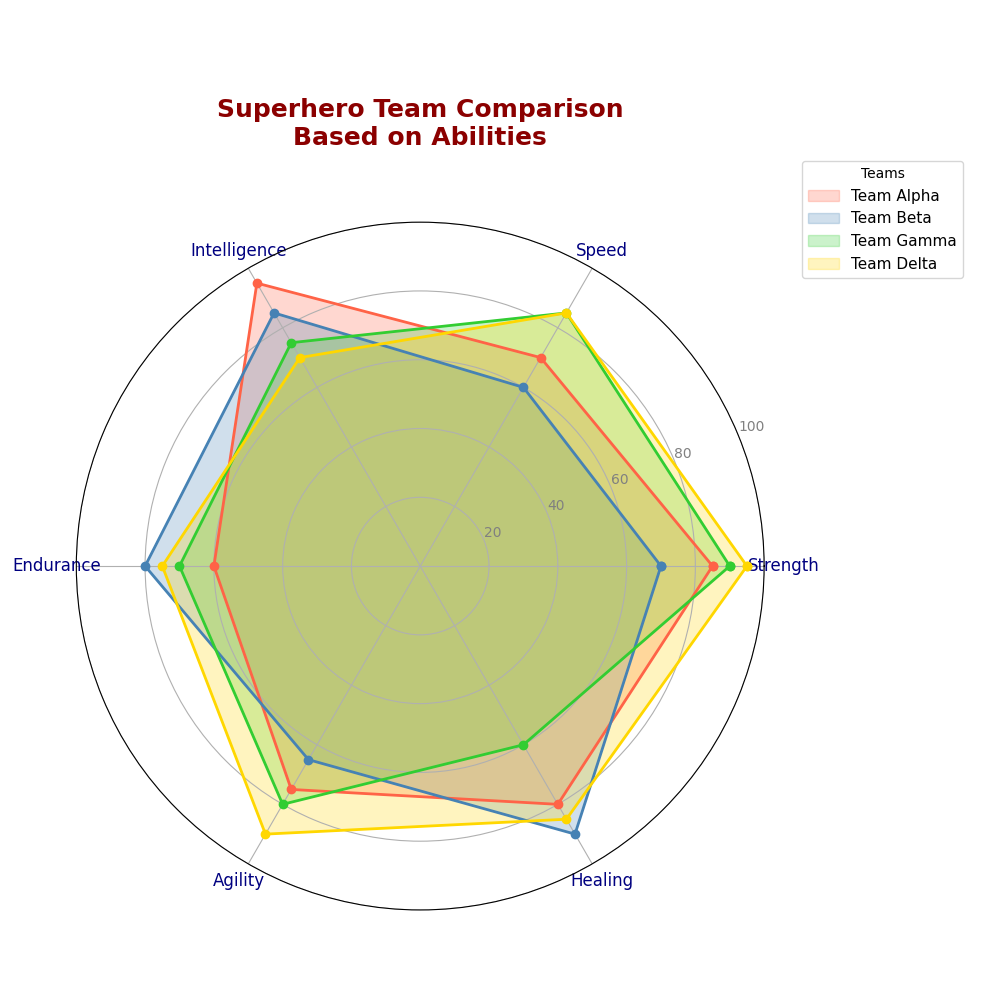 Superhero Team Comparison
Based on Abilities
Teams
Team Alpha
Team Beta
Team Gamma
Team Delta
Intelligence
Speed
Endurance
Strength
Agility
Healing
20
40
60
80
100